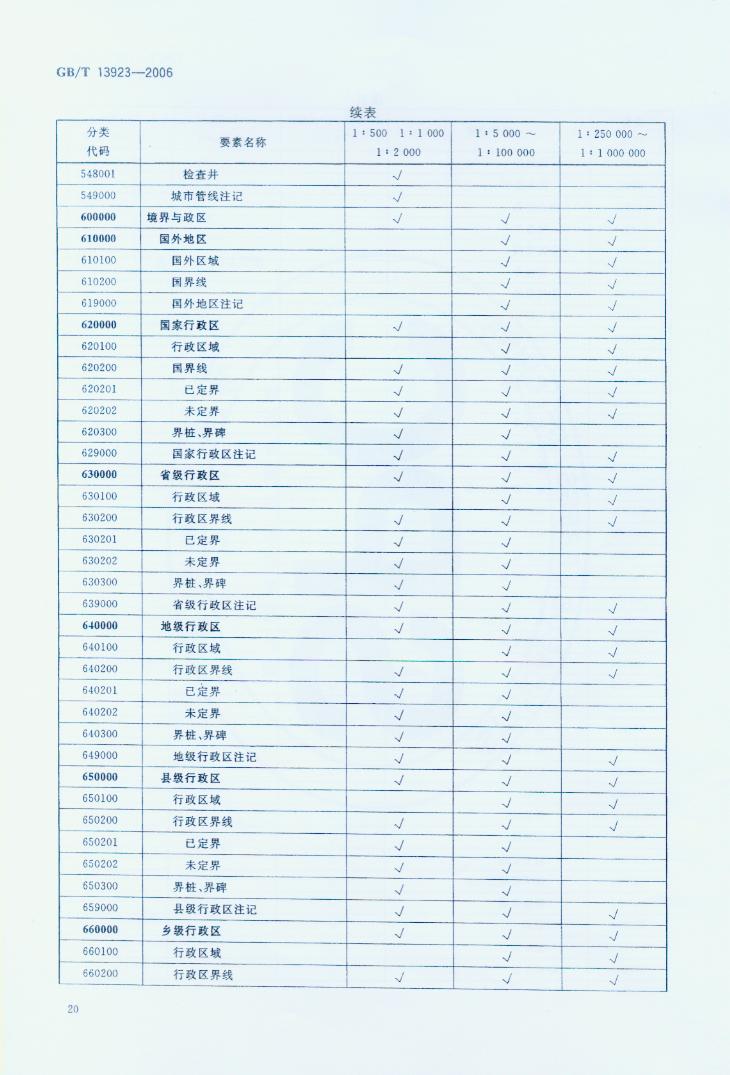 GB/T 13923—2006
续表
分类代码 要素名称 1∶500 1∶1 000 1∶2 000 1∶5 000～1∶100 000 1∶250 000～1∶1 000 000
548001 检查井 √
549000 城市管线注记 √
600000 境界与政区 √ √ √
610000 国外地区 √ √
610100 国外区域 √ √
610200 国界线 √ √
619000 国外地区注记 √ √
620000 国家行政区 √ √ √
620100 行政区域 √ √
620200 国界线 √ √ √
620201 已定界 √ √ √
620202 未定界 √ √ √
620300 界桩、界碑 √ √
629000 国家行政区注记 √ √ √
630000 省级行政区 √ √ √
630100 行政区域 √ √
630200 行政区界线 √ √ √
630201 已定界 √ √
630202 未定界 √ √
630300 界桩、界碑 √ √
639000 省级行政区注记 √ √ √
640000 地级行政区 √ √ √
640100 行政区域 √ √
640200 行政区界线 √ √ √
640201 已定界 √ √
640202 未定界 √ √
640300 界桩、界碑 √ √
649000 地级行政区注记 √ √ √
650000 县级行政区 √ √ √
650100 行政区域 √ √
650200 行政区界线 √ √ √
650201 已定界 √ √
650202 未定界 √ √
650300 界桩、界碑 √ √
659000 县级行政区注记 √ √ √
660000 乡级行政区 √ √ √
660100 行政区域 √ √
660200 行政区界线 √ √ √
20